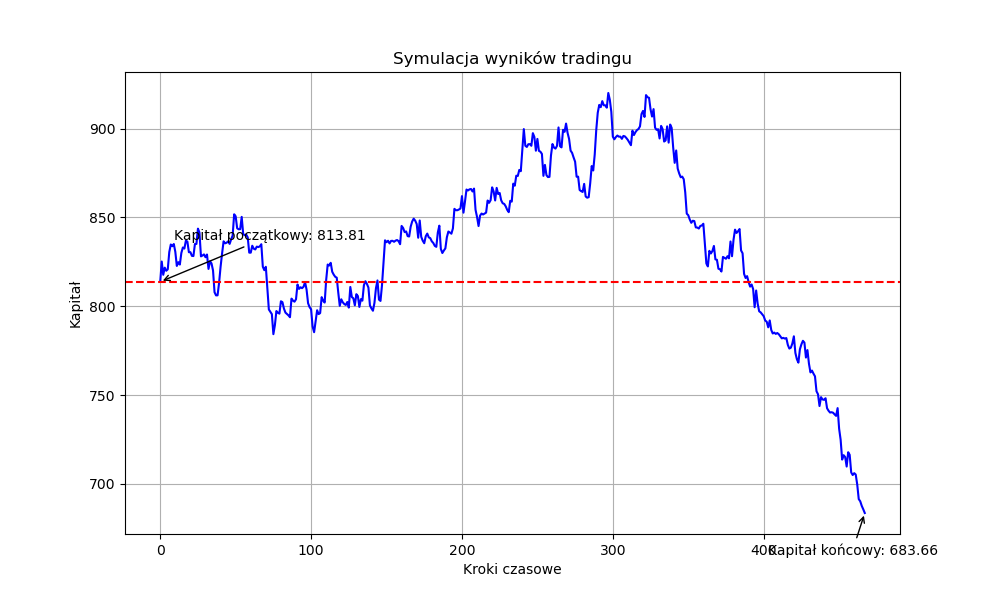 Symulacja wyników tradingu
Kapitał
900
850
800
750
700
Kapitał początkowy: 813.81
0
100
200
300
400
Kapitał końcowy: 683.66
Kroki czasowe